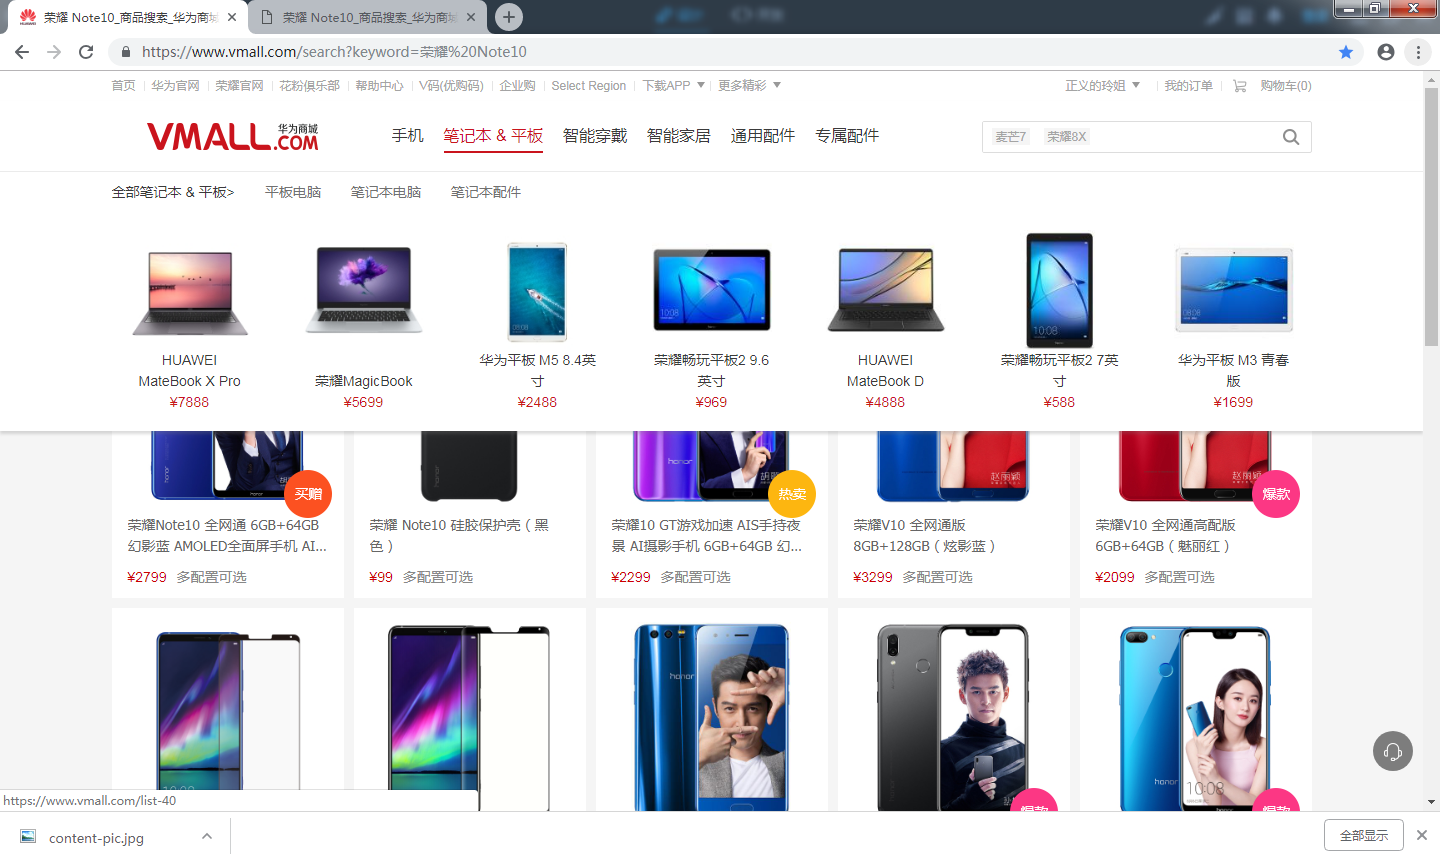 荣耀 Note10_商品搜索_华为商城
荣耀 Note10_商品搜索_华为商城
https://www.vmall.com/search?keyword=荣耀%20Note10
首页 华为官网 荣耀官网 花粉俱乐部 帮助中心 V码(优购码) 企业购 Select Region 下载APP 更多精彩 正义的玲姐 我的订单 购物车(0)
VMALL.COM 华为商城
手机 笔记本 & 平板 智能穿戴 智能家居 通用配件 专属配件
麦芒7 荣耀8X
全部笔记本 & 平板> 平板电脑 笔记本电脑 笔记本配件
HUAWEI
MateBook X Pro
¥7888
荣耀MagicBook
¥5699
华为平板 M5 8.4英
寸
¥2488
荣耀畅玩平板2 9.6
英寸
¥969
HUAWEI
MateBook D
¥4888
荣耀畅玩平板2 7英
寸
¥588
华为平板 M3 青春
版
¥1699
honor
买赠
荣耀Note10 全网通 6GB+64GB
幻影蓝 AMOLED全面屏手机 AI...
¥2799 多配置可选
荣耀 Note10 硅胶保护壳（黑
色）
¥99 多配置可选
honor
热卖
荣耀10 GT游戏加速 AIS手持夜
景 AI摄影手机 6GB+64GB 幻...
¥2299 多配置可选
赵丽颖
荣耀V10 全网通版
8GB+128GB（炫影蓝）
¥3299 多配置可选
赵丽颖
爆款
荣耀V10 全网通高配版
6GB+64GB（魅丽红）
¥2099 多配置可选
honor
爆款
honor
10:08
爆款
https://www.vmall.com/list-40
content-pic.jpg
全部显示